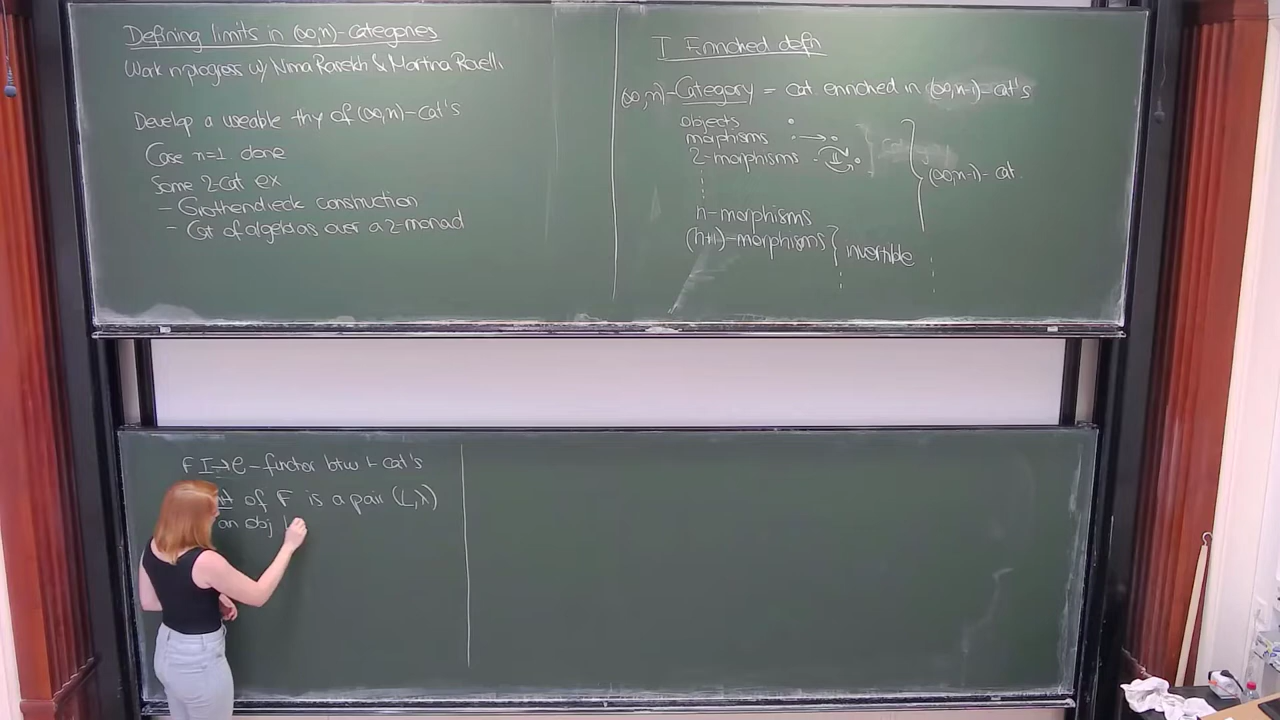 Defining limits in (∞,n)-categories
Work in progress w/ Nima Rasekh & Martina Rovelli
Develop a useable thy of (∞,n)-cat's
Case n=1 done
Some 2-cat ex
- Grothendieck construction
- Cat of algebras over a 2-monad
I Enriched defn
(∞,n)-Category = cat. enriched in (∞,n-1)-cat's
objects
morphisms
2-morphisms
(∞,n-1)-cat.
n-morphisms
(n+1)-morphisms } invertible
F I→C - functor btw 1-cat's
of F is a pair (L,λ)
an obj